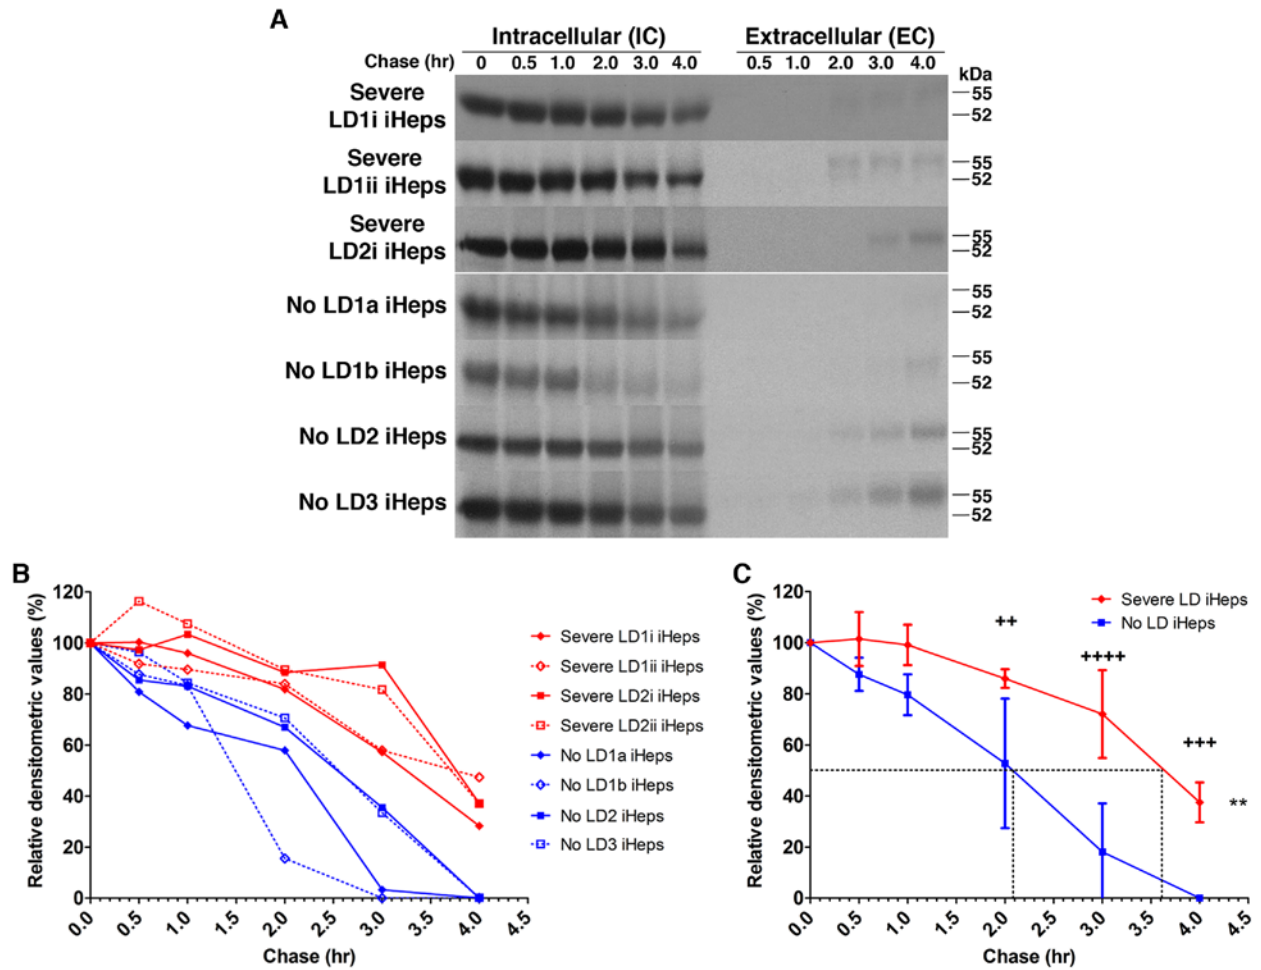 A
Intracellular (IC) Extracellular (EC)
Chase (hr) 0 0.5 1.0 2.0 3.0 4.0 0.5 1.0 2.0 3.0 4.0 kDa
Severe
LD1i iHeps
55
52
Severe
LD1ii iHeps
55
52
Severe
LD2i iHeps
55
52
No LD1a iHeps
55
52
No LD1b iHeps
55
52
No LD2 iHeps
55
52
No LD3 iHeps
55
52
B
Relative densitometric values (%)
120
100
80
60
40
20
0
0.0 0.5 1.0 1.5 2.0 2.5 3.0 3.5 4.0 4.5
Chase (hr)
Severe LD1i iHeps
Severe LD1ii iHeps
Severe LD2i iHeps
Severe LD2ii iHeps
No LD1a iHeps
No LD1b iHeps
No LD2 iHeps
No LD3 iHeps
C
Relative densitometric values (%)
120
100
80
60
40
20
0
0.0 0.5 1.0 1.5 2.0 2.5 3.0 3.5 4.0 4.5
Chase (hr)
Severe LD iHeps
No LD iHeps
++
++++
+++
**